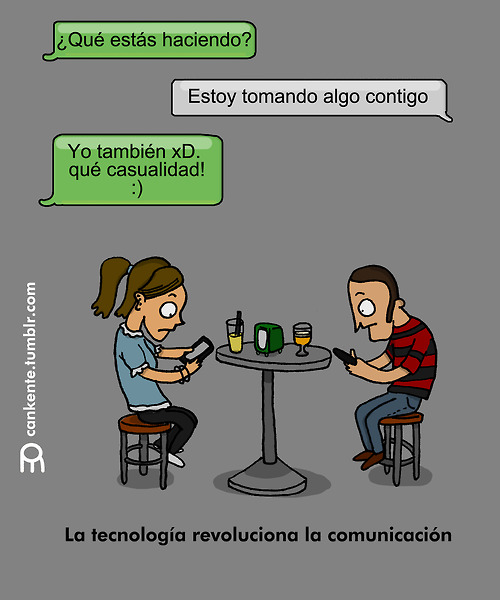 ¿Qué estás haciendo?
Estoy tomando algo contigo
Yo también xD.
qué casualidad!
:)
cankente.tumblr.com
La tecnología revoluciona la comunicación